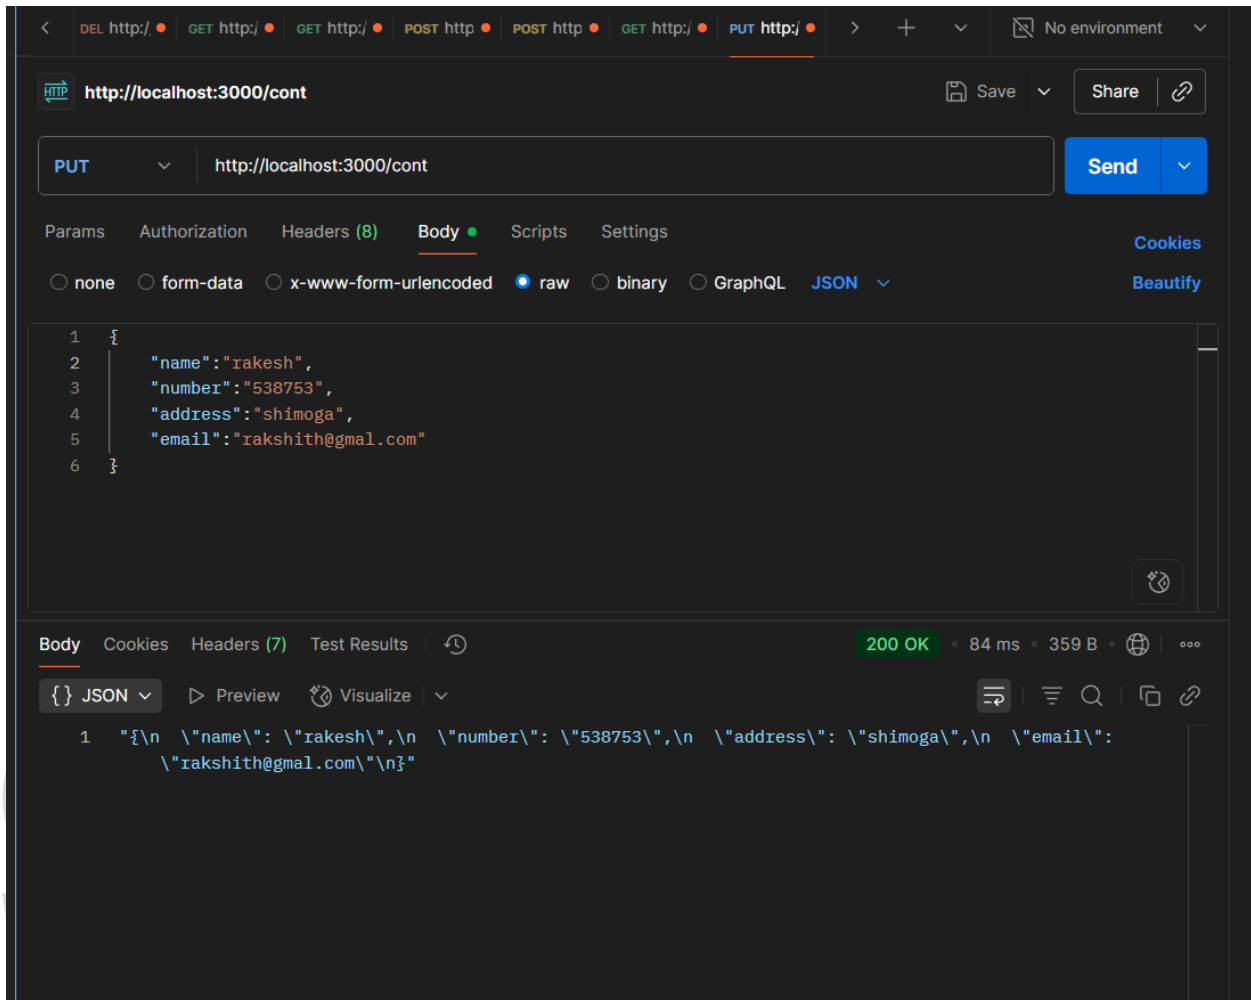 DEL http:/ GET http:/ GET http:/ POST http POST http GET http:/ PUT http:/ No environment
HTTP http://localhost:3000/cont Save Share
PUT http://localhost:3000/cont Send
Params Authorization Headers (8) Body Scripts Settings Cookies
none form-data x-www-form-urlencoded raw binary GraphQL JSON Beautify
1 {
2 "name":"rakesh",
3 "number":"538753",
4 "address":"shimoga",
5 "email":"rakshith@gmal.com"
6 }
Body Cookies Headers (7) Test Results 200 OK 84 ms 359 B
{} JSON Preview Visualize
1 "{\n  \"name\": \"rakesh\",\n  \"number\": \"538753\",\n  \"address\": \"shimoga\",\n  \"email\":
\"rakshith@gmal.com\"\n}"